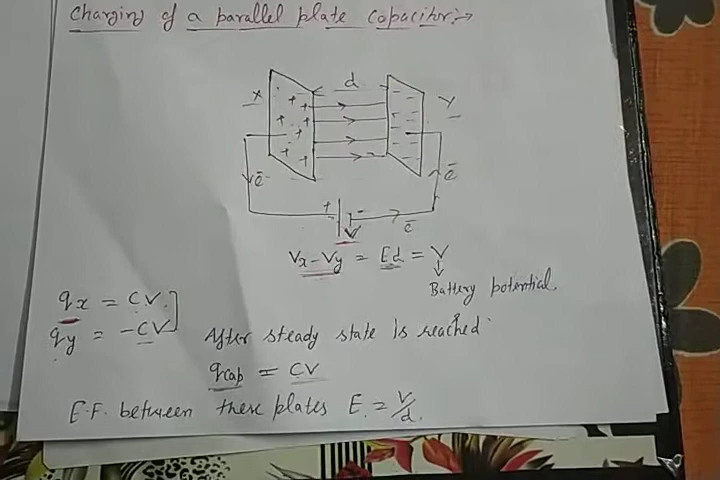 Charging of a parallel plate capacitor:→
d
X
Y
e⁻
e⁻
+ -
V
e⁻
Vx - Vy = Ed = V
Battery potential.
qx = CV.
qy = -CV
After steady state is reached
qcap = CV
E.F. between these plates E = V/d.